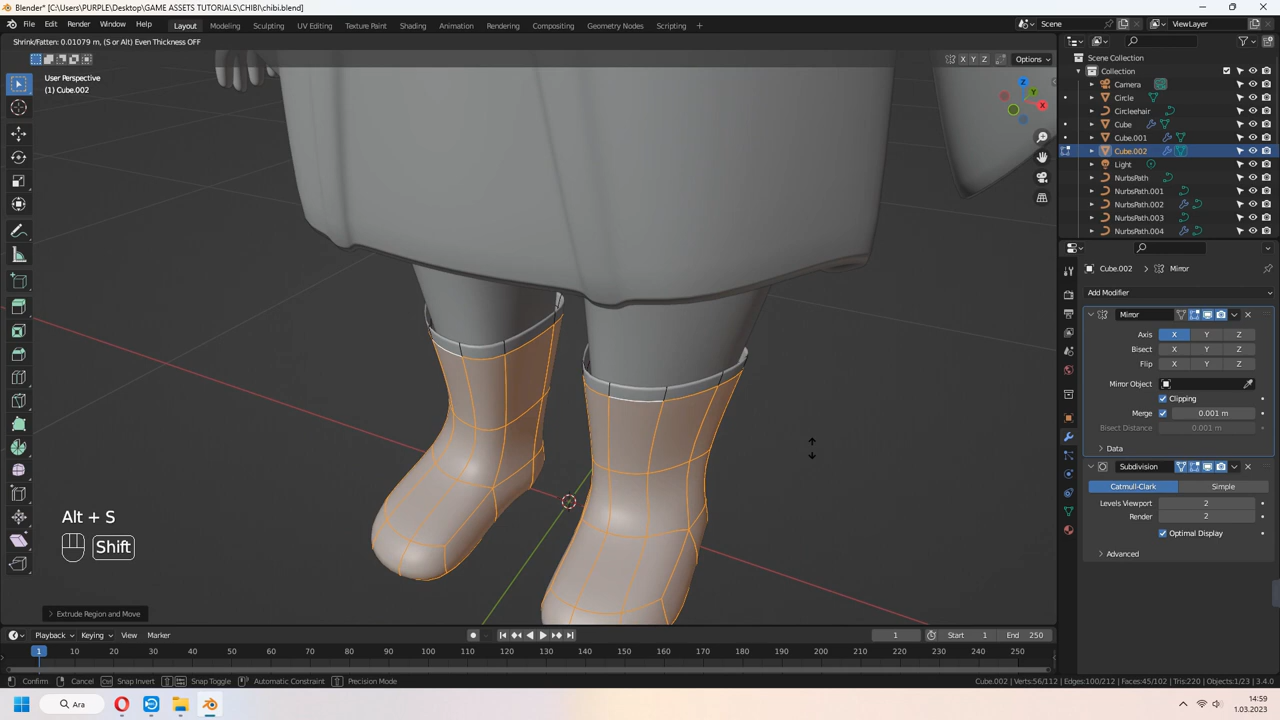 Blender* [C:\Users\PURPLE\Desktop\GAME ASSETS TUTORIALS\CHIBI\chibi.blend]
File Edit Render Window Help Layout Modeling Sculpting UV Editing Texture Paint Shading Animation Rendering Compositing Geometry Nodes Scripting Scene ViewLayer
Shrink/Fatten: 0.01079 m, (S or Alt) Even Thickness OFF
X Y Z Options
User Perspective
(1) Cube.002
Z
Y
X
Scene Collection
Collection
Camera
Circle
Circlehair
Cube
Cube.001
Cube.002
Light
NurbsPath
NurbsPath.001
NurbsPath.002
NurbsPath.003
NurbsPath.004
Cube.002 > Mirror
Add Modifier
Mirror
Axis X Y Z
Bisect X Y Z
Flip X Y Z
Mirror Object
Clipping
Merge 0.001 m
Bisect Distance 0.001 m
Data
Subdivision
Catmull-Clark Simple
Levels Viewport 2
Render 2
Optimal Display
Advanced
Alt + S
Shift
Extrude Region and Move
Playback Keying View Marker 1 Start 1 End 250
1 10 20 30 40 50 60 70 80 90 100 110 120 130 140 150 160 170 180 190 200 210 220 230 240 250
Confirm Cancel Snap Invert Snap Toggle Automatic Constraint Precision Mode Cube.002 | Verts:56/112 | Edges:100/212 | Faces:45/102 | Tris:220 | Objects:1/23 | 3.4.0
Ara
14:59
1.03.2023